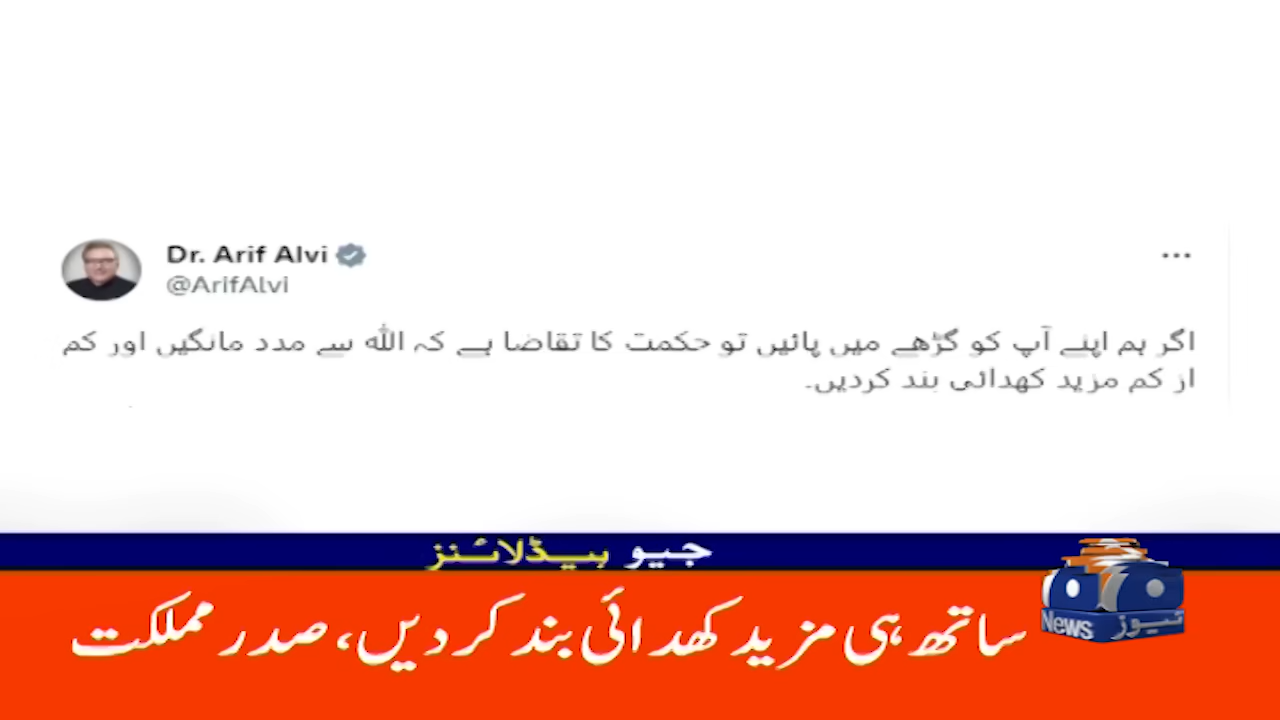 Dr. Arif Alvi
@ArifAlvi
اگر ہم اپنے آپ کو گڑھے میں پائیں تو حکمت کا تقاضا ہے کہ اللہ سے مدد مانگیں اور کم
از کم مزید کھدائی بند کردیں۔
جیو ہیڈلائنز
ساتھ ہی مزید کھدائی بند کردیں، صدر مملکت
News نیوز